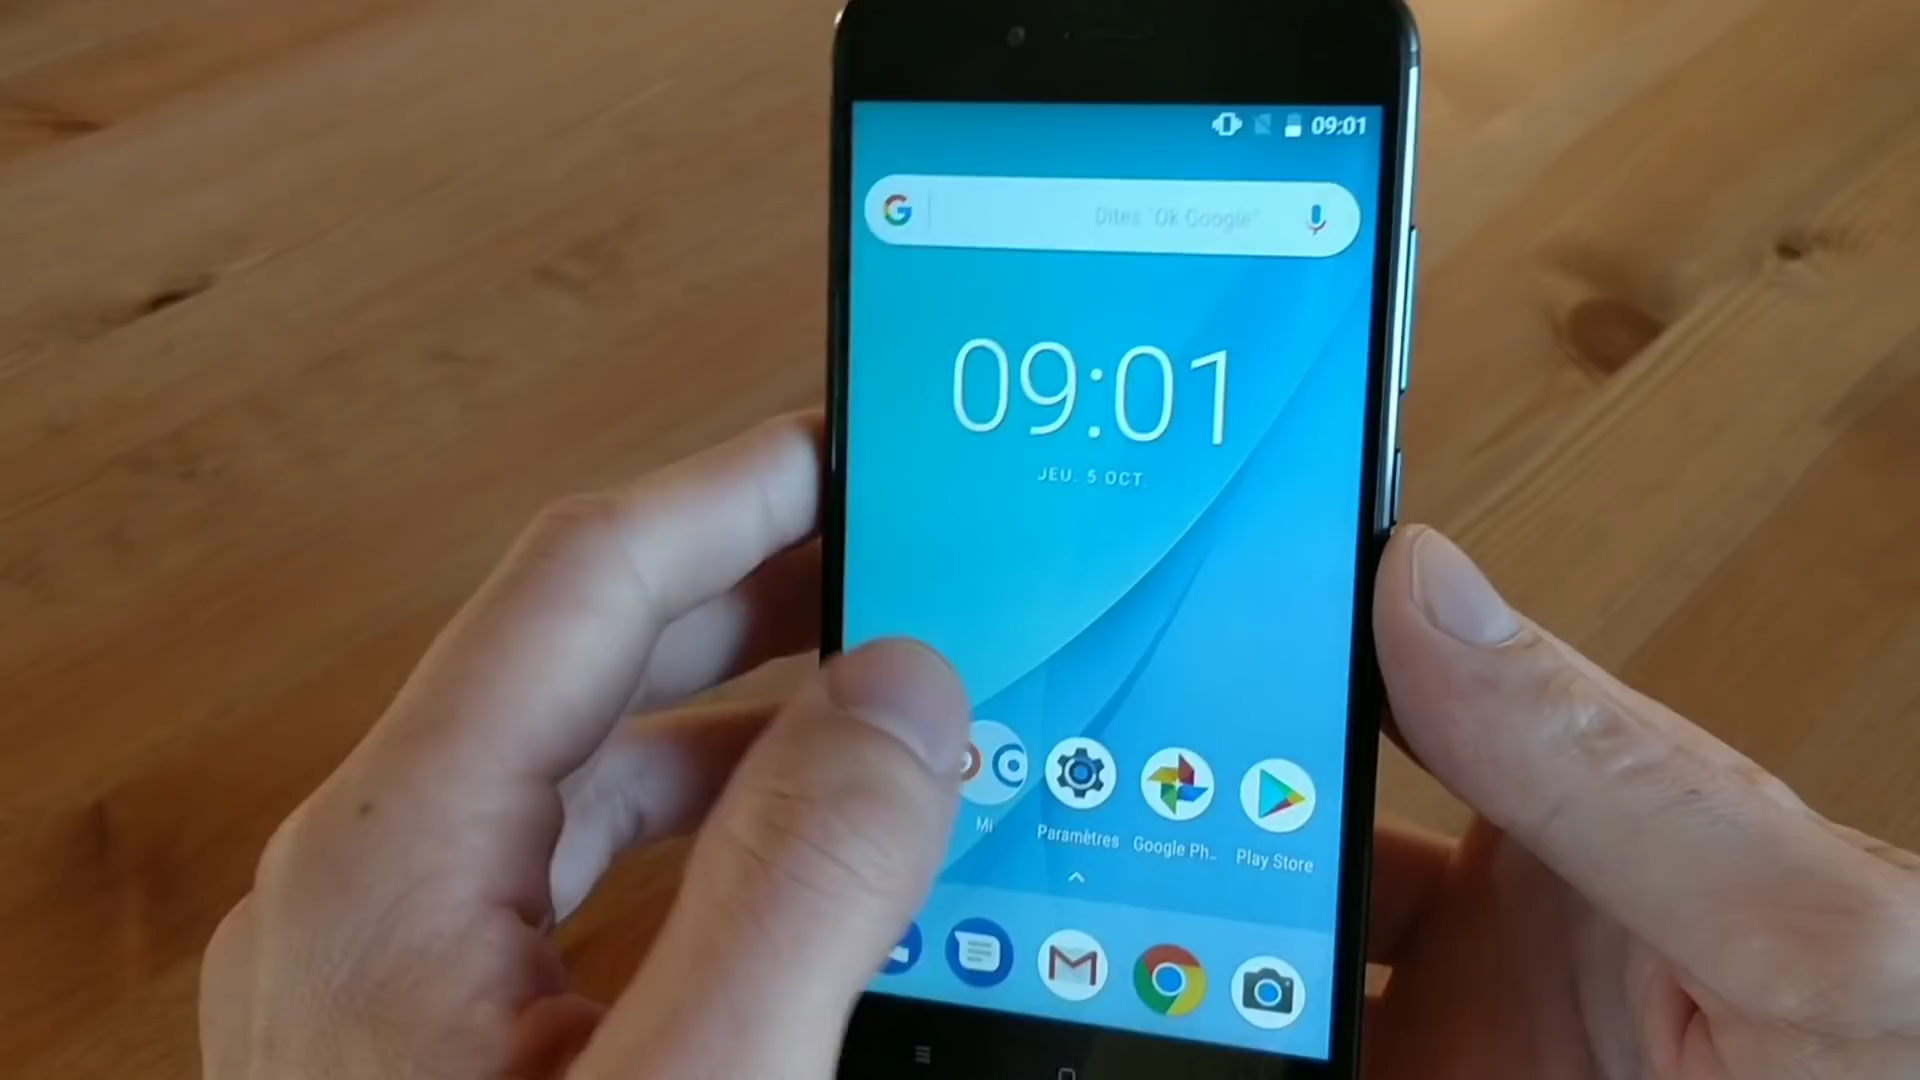 09:01
G
Dites "Ok Google"
09:01
JEU. 5 OCT.
Mi
Paramètres
Google Ph...
Play Store